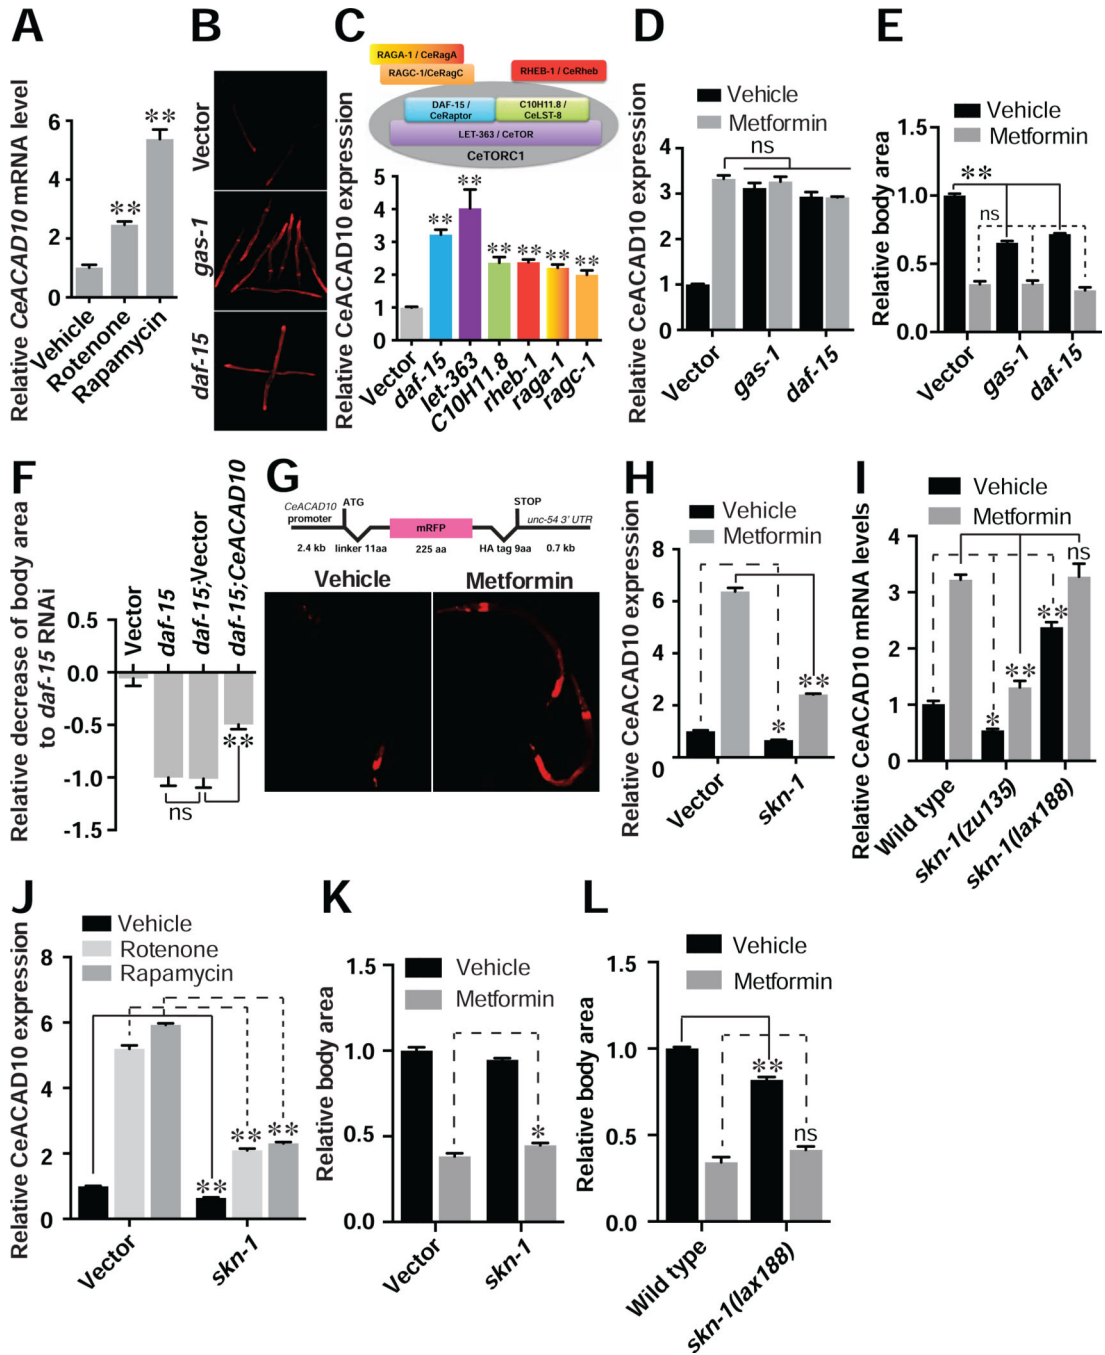 A
Relative CeACAD10 mRNA level
6
4
2
0
**
**
Vehicle
Rotenone
Rapamycin
B
Vector
gas-1
daf-15
C
RAGA-1 / CeRagA
RAGC-1/CeRagC
RHEB-1 / CeRheb
DAF-15 /
CeRaptor
C10H11.8 /
CeLST-8
LET-363 / CeTOR
CeTORC1
Relative CeACAD10 expression
5
4
3
2
1
0
**
**
**
**
**
**
Vector
daf-15
let-363
C10H11.8
rheb-1
raga-1
ragc-1
D
Vehicle
Metformin
Relative CeACAD10 expression
4
3
2
1
0
ns
Vector
gas-1
daf-15
E
Vehicle
Metformin
Relative body area
1.5
1.0
0.5
0.0
**
ns
Vector
gas-1
daf-15
F
Relative decrease of body area
to daf-15 RNAi
0.5
0.0
-0.5
-1.0
-1.5
Vector
daf-15
daf-15;Vector
daf-15;CeACAD10
**
ns
G
CeACAD10
promoter
ATG
mRFP
STOP
unc-54 3' UTR
2.4 kb
linker 11aa
225 aa
HA tag 9aa
0.7 kb
Vehicle
Metformin
H
Vehicle
Metformin
Relative CeACAD10 expression
8
6
4
2
0
*
**
Vector
skn-1
I
Vehicle
Metformin
Relative CeACAD10 mRNA levels
4
3
2
1
0
*
**
**
ns
Wild type
skn-1(zu135)
skn-1(lax188)
J
Vehicle
Rotenone
Rapamycin
Relative CeACAD10 expression
8
6
4
2
0
**
**
**
Vector
skn-1
K
Vehicle
Metformin
Relative body area
1.5
1.0
0.5
0.0
*
Vector
skn-1
L
Vehicle
Metformin
Relative body area
1.5
1.0
0.5
0.0
**
ns
Wild type
skn-1(lax188)